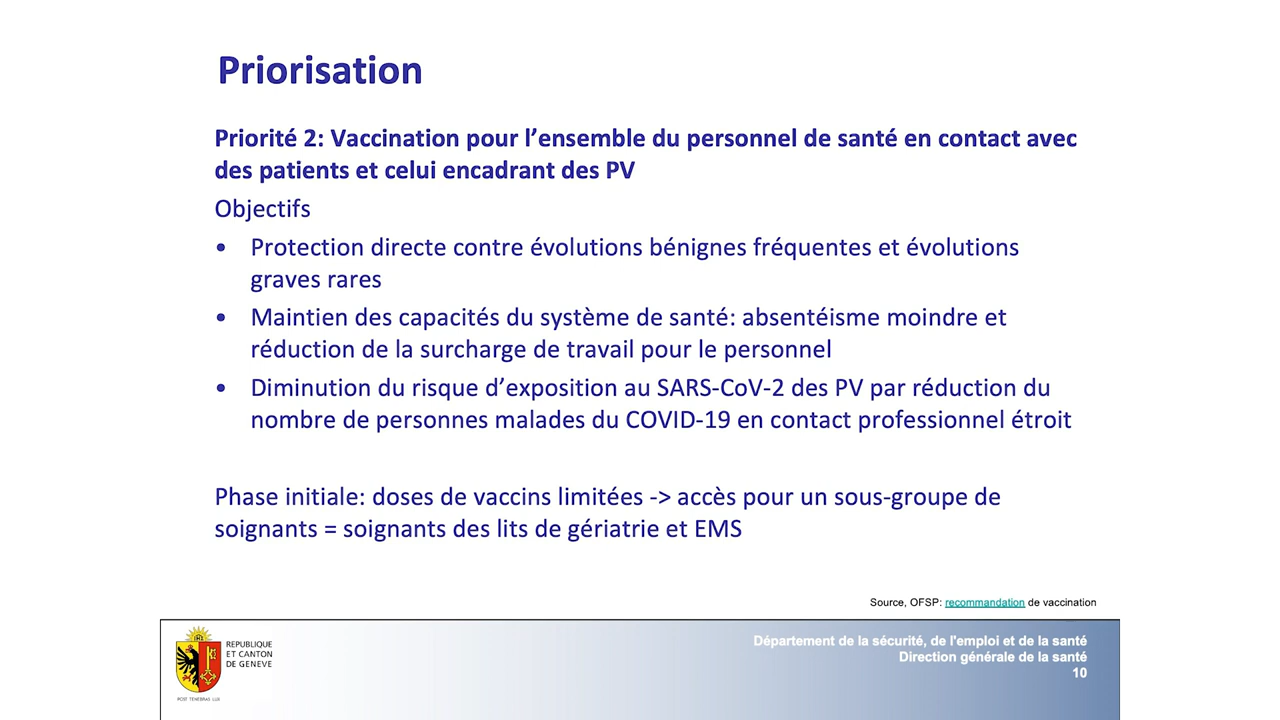 Priorisation
Priorité 2: Vaccination pour l’ensemble du personnel de santé en contact avec
des patients et celui encadrant des PV
Objectifs
• Protection directe contre évolutions bénignes fréquentes et évolutions
graves rares
• Maintien des capacités du système de santé: absentéisme moindre et
réduction de la surcharge de travail pour le personnel
• Diminution du risque d’exposition au SARS-CoV-2 des PV par réduction du
nombre de personnes malades du COVID-19 en contact professionnel étroit
Phase initiale: doses de vaccins limitées -> accès pour un sous-groupe de
soignants = soignants des lits de gériatrie et EMS
Source, OFSP: recommandation de vaccination
REPUBLIQUE
ET CANTON
DE GENEVE
POST TENEBRAS LUX
Département de la sécurité, de l'emploi et de la santé
Direction générale de la santé
10